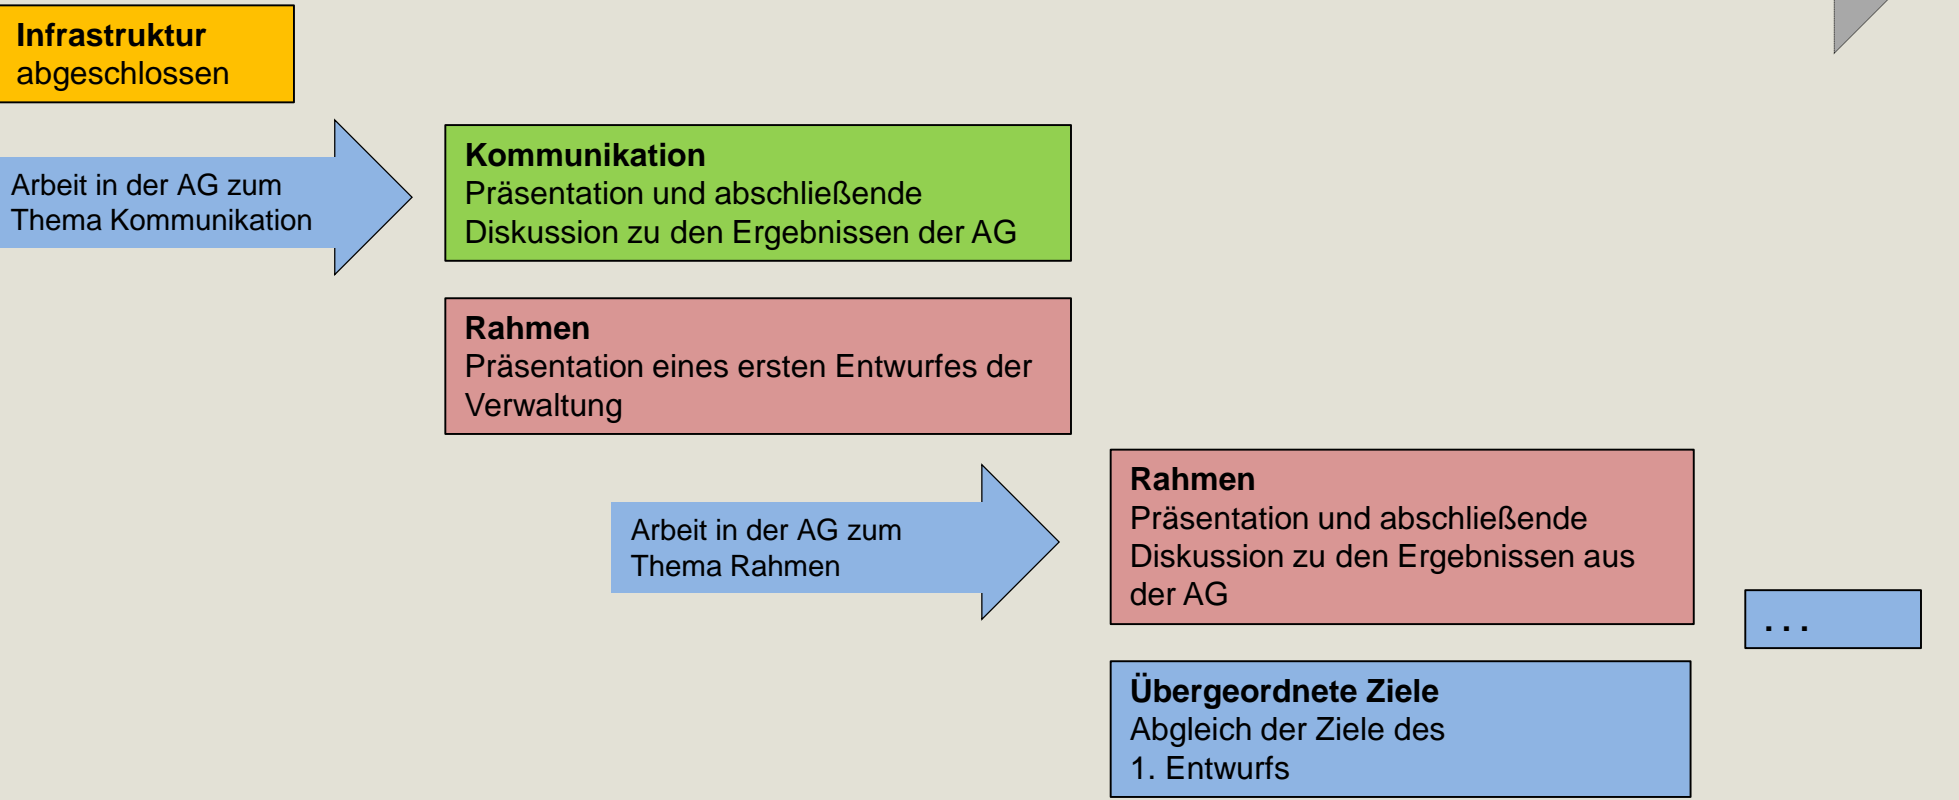 Infrastruktur
abgeschlossen
Arbeit in der AG zum
Thema Kommunikation
Kommunikation
Präsentation und abschließende
Diskussion zu den Ergebnissen der AG
Rahmen
Präsentation eines ersten Entwurfes der
Verwaltung
Arbeit in der AG zum
Thema Rahmen
Rahmen
Präsentation und abschließende
Diskussion zu den Ergebnissen aus
der AG
. . .
Übergeordnete Ziele
Abgleich der Ziele des
1. Entwurfs